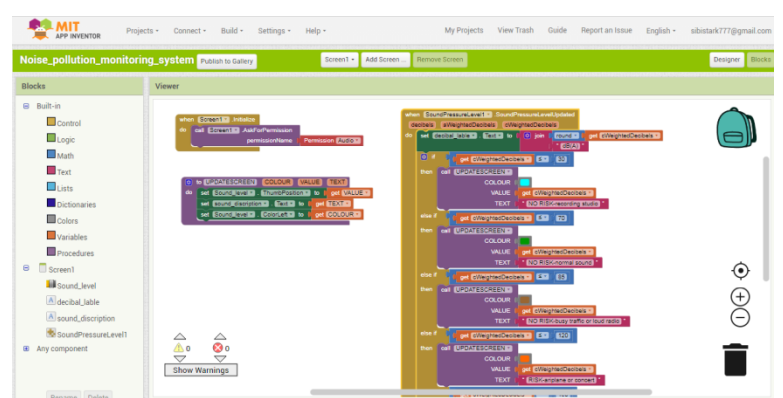 MIT
APP INVENTOR
Projects
Connect
Build
Settings
Help
My Projects
View Trash
Guide
Report an Issue
English
sibistark777@gmail.com
Noise_pollution_monitoring_system
Publish to Gallery
Screen1
Add Screen ...
Remove Screen
Designer
Blocks
Blocks
Viewer
Built-in
Control
Logic
Math
Text
Lists
Dictionaries
Colors
Variables
Procedures
Screen1
Sound_level
decibal_lable
sound_discription
SoundPressureLevel1
Any component
Rename Delete
when Screen1 .Initialize
do call Screen1 .AskForPermission
permissionName Permission Audio
to UPDATESCREEN COLOUR VALUE TEXT
do set Sound_level . ThumbPosition to get VALUE
set sound_discription . Text to get TEXT
set Sound_level . ColorLeft to get COLOUR
0 0
Show Warnings
when SoundPressureLevel1 .SoundPressureLevelUpdated
decibels aWeightedDecibels cWeightedDecibels
do set decibal_lable . Text to join round get cWeightedDecibels
" dB(A) "
if get cWeightedDecibels
then call UPDATESCREEN
COLOUR
VALUE get cWeightedDecibels
TEXT " NO RISK-recording studio "
else if get cWeightedDecibels
then call UPDATESCREEN
COLOUR
VALUE get cWeightedDecibels
TEXT " NO RISK-normal sound "
else if get cWeightedDecibels
then call UPDATESCREEN
COLOUR
VALUE get cWeightedDecibels
TEXT " NO RISK-busy traffic or loud radio "
else if get cWeightedDecibels 120
then call UPDATESCREEN
COLOUR
VALUE get cWeightedDecibels
TEXT " RISK-airplane or concert "